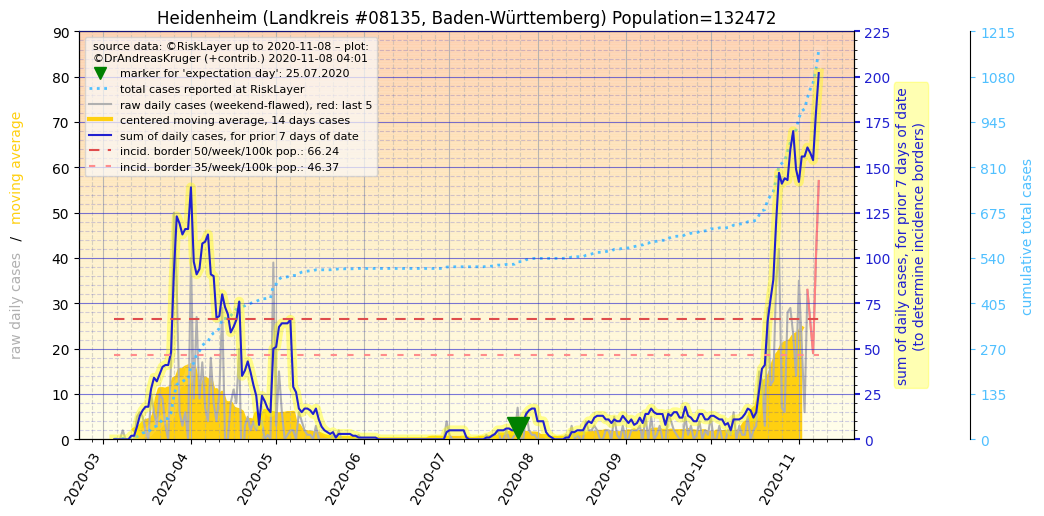 Heidenheim (Landkreis #08135, Baden-Württemberg) Population=132472
source data: ©RiskLayer up to 2020-11-08 – plot:
©DrAndreasKruger (+contrib.) 2020-11-08 04:01
marker for 'expectation day': 25.07.2020
total cases reported at RiskLayer
raw daily cases (weekend-flawed), red: last 5
centered moving average, 14 days cases
sum of daily cases, for prior 7 days of date
incid. border 50/week/100k pop.: 66.24
incid. border 35/week/100k pop.: 46.37
raw daily cases / moving average
90
80
70
60
50
40
30
20
10
0
225
200
175
150
125
100
75
50
25
0
sum of daily cases, for prior 7 days of date
(to determine incidence borders)
1215
1080
945
810
675
540
405
270
135
0
cumulative total cases
2020-03
2020-04
2020-05
2020-06
2020-07
2020-08
2020-09
2020-10
2020-11